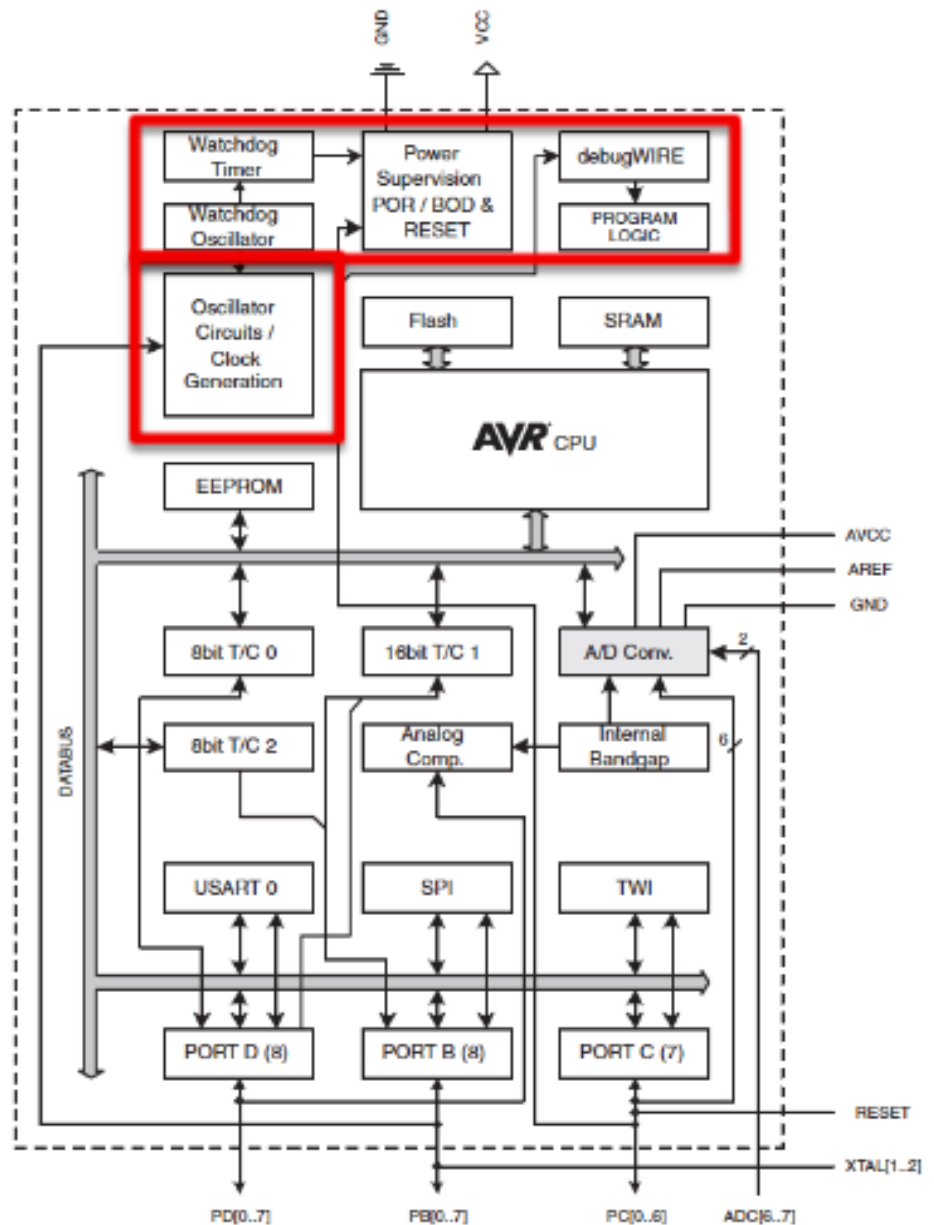 GND
VCC
Watchdog
Timer
Power
Supervision
POR / BOD &
RESET
debugWIRE
Watchdog
Oscillator
PROGRAM
LOGIC
Oscillator
Circuits /
Clock
Generation
Flash
SRAM
AVR CPU
EEPROM
AVCC
AREF
GND
8bit T/C 0
16bit T/C 1
A/D Conv.
2
DATABUS
8bit T/C 2
Analog
Comp.
Internal
Bandgap
6
USART 0
SPI
TWI
PORT D (8)
PORT B (8)
PORT C (7)
RESET
XTAL[1..2]
PD[0..7]
PB[0..7]
PC[0..6]
ADC[6..7]